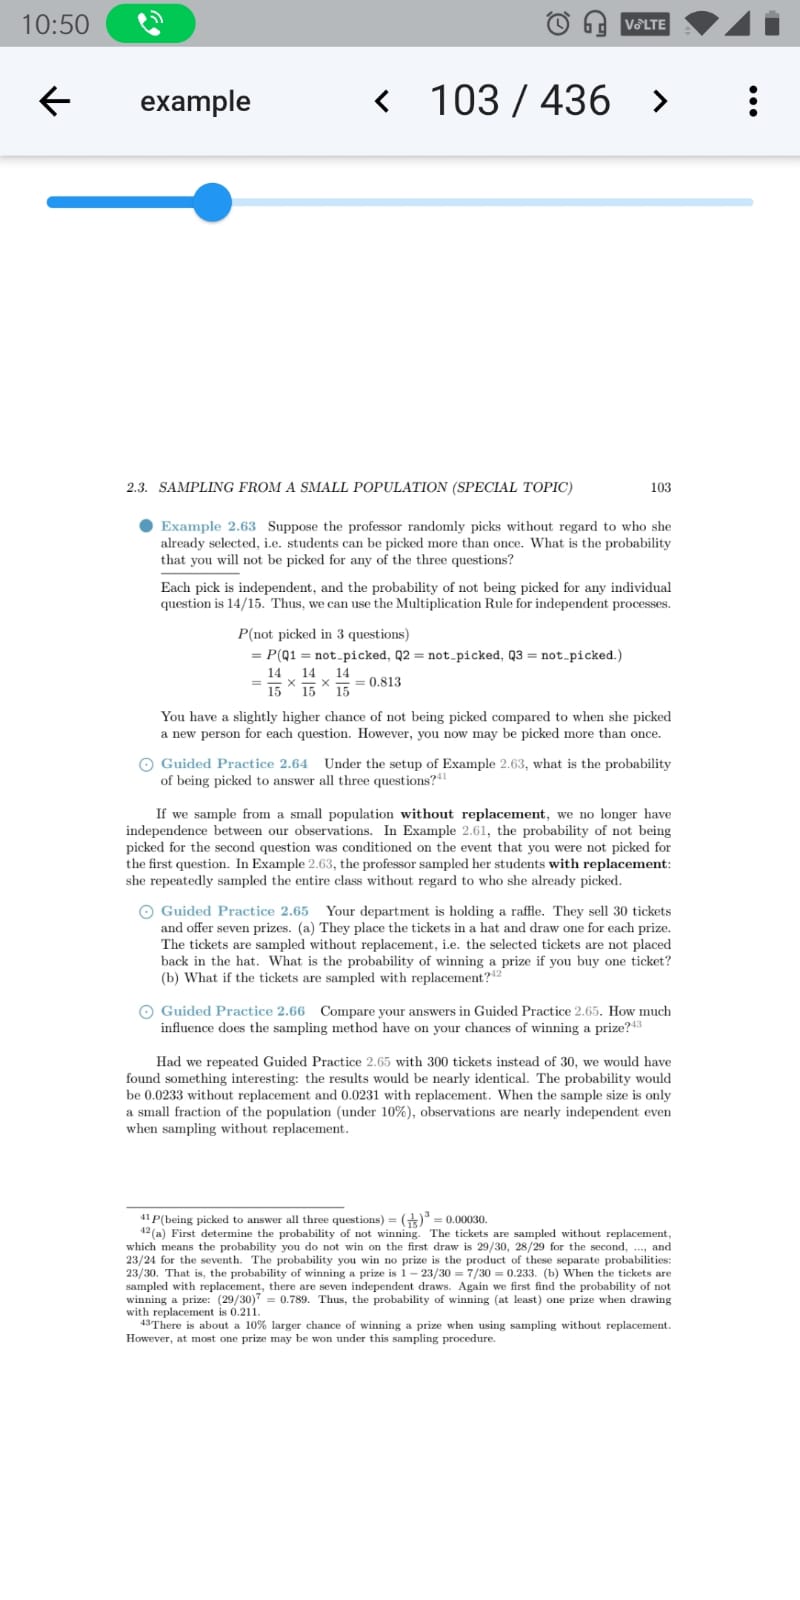 10:50
VoLTE
example
103 / 436
2.3. SAMPLING FROM A SMALL POPULATION (SPECIAL TOPIC) 103
Example 2.63 Suppose the professor randomly picks without regard to who she
already selected, i.e. students can be picked more than once. What is the probability
that you will not be picked for any of the three questions?
Each pick is independent, and the probability of not being picked for any individual
question is 14/15. Thus, we can use the Multiplication Rule for independent processes.
P(not picked in 3 questions)
= P(Q1 = not_picked, Q2 = not_picked, Q3 = not_picked.)
= 14/15 × 14/15 × 14/15 = 0.813
You have a slightly higher chance of not being picked compared to when she picked
a new person for each question. However, you now may be picked more than once.
Guided Practice 2.64 Under the setup of Example 2.63, what is the probability
of being picked to answer all three questions?⁴¹
If we sample from a small population without replacement, we no longer have
independence between our observations. In Example 2.61, the probability of not being
picked for the second question was conditioned on the event that you were not picked for
the first question. In Example 2.63, the professor sampled her students with replacement:
she repeatedly sampled the entire class without regard to who she already picked.
Guided Practice 2.65 Your department is holding a raffle. They sell 30 tickets
and offer seven prizes. (a) They place the tickets in a hat and draw one for each prize.
The tickets are sampled without replacement, i.e. the selected tickets are not placed
back in the hat. What is the probability of winning a prize if you buy one ticket?
(b) What if the tickets are sampled with replacement?⁴²
Guided Practice 2.66 Compare your answers in Guided Practice 2.65. How much
influence does the sampling method have on your chances of winning a prize?⁴³
Had we repeated Guided Practice 2.65 with 300 tickets instead of 30, we would have
found something interesting: the results would be nearly identical. The probability would
be 0.0233 without replacement and 0.0231 with replacement. When the sample size is only
a small fraction of the population (under 10%), observations are nearly independent even
when sampling without replacement.
⁴¹P(being picked to answer all three questions) = (1/15)³ = 0.00030.
⁴²(a) First determine the probability of not winning. The tickets are sampled without replacement,
which means the probability you do not win on the first draw is 29/30, 28/29 for the second, ..., and
23/24 for the seventh. The probability you win no prize is the product of these separate probabilities:
23/30. That is, the probability of winning a prize is 1 − 23/30 = 7/30 = 0.233. (b) When the tickets are
sampled with replacement, there are seven independent draws. Again we first find the probability of not
winning a prize: (29/30)⁷ = 0.789. Thus, the probability of winning (at least) one prize when drawing
with replacement is 0.211.
⁴³There is about a 10% larger chance of winning a prize when using sampling without replacement.
However, at most one prize may be won under this sampling procedure.